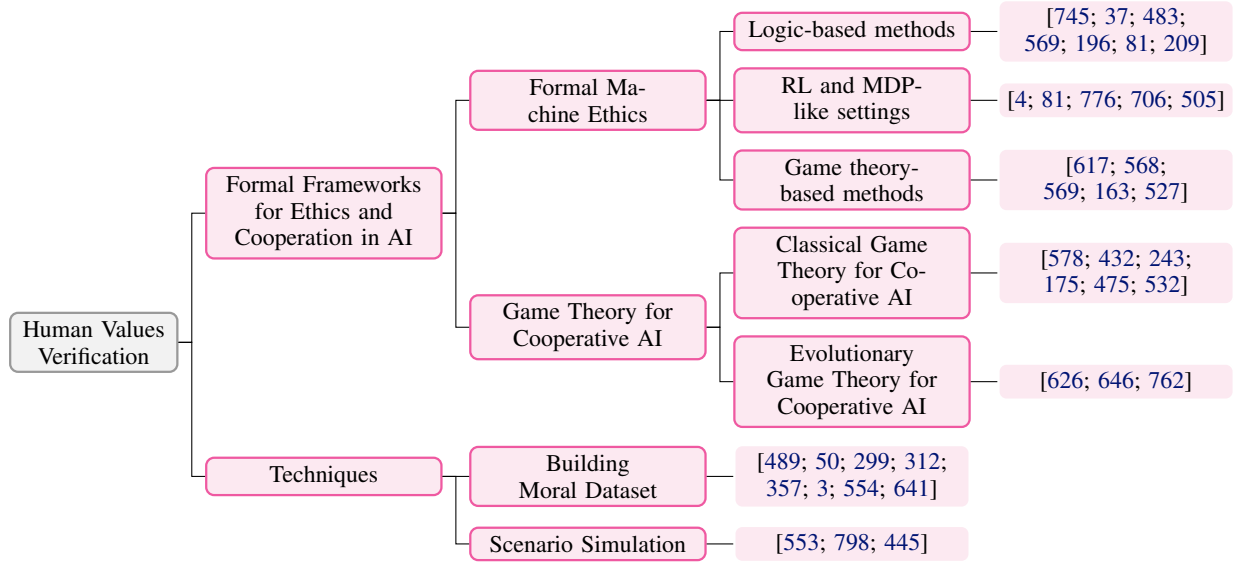 Human Values
Verification
Formal Frameworks
for Ethics and
Cooperation in AI
Formal Ma-
chine Ethics
Logic-based methods
[745; 37; 483;
569; 196; 81; 209]
RL and MDP-
like settings
[4; 81; 776; 706; 505]
Game theory-
based methods
[617; 568;
569; 163; 527]
Game Theory for
Cooperative AI
Classical Game
Theory for Co-
operative AI
[578; 432; 243;
175; 475; 532]
Evolutionary
Game Theory for
Cooperative AI
[626; 646; 762]
Techniques
Building
Moral Dataset
[489; 50; 299; 312;
357; 3; 554; 641]
Scenario Simulation
[553; 798; 445]